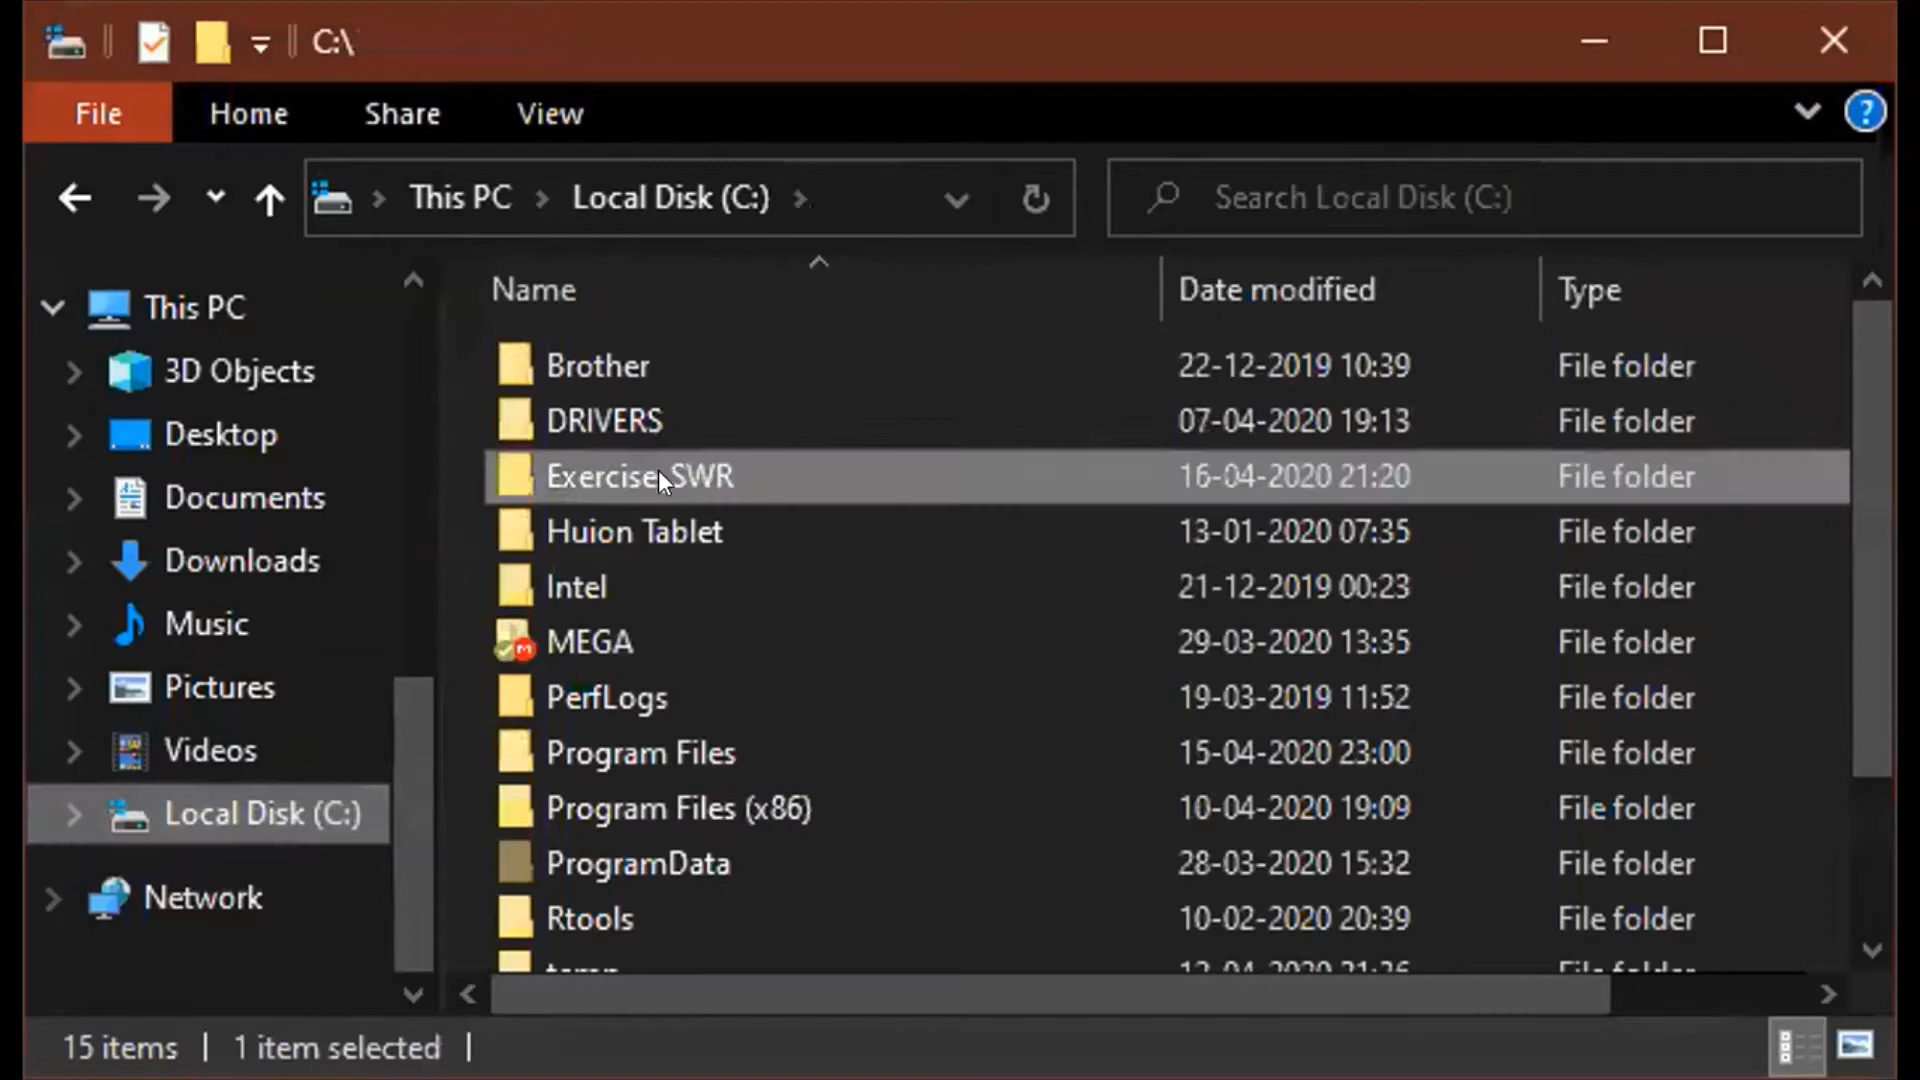 C:\
File Home Share View
This PC Local Disk (C:) Search Local Disk (C:)
Name Date modified Type
This PC
3D Objects
Desktop
Documents
Downloads
Music
Pictures
Videos
Local Disk (C:)
Network
Brother 22-12-2019 10:39 File folder
DRIVERS 07-04-2020 19:13 File folder
Exercise SWR 16-04-2020 21:20 File folder
Huion Tablet 13-01-2020 07:35 File folder
Intel 21-12-2019 00:23 File folder
MEGA 29-03-2020 13:35 File folder
PerfLogs 19-03-2019 11:52 File folder
Program Files 15-04-2020 23:00 File folder
Program Files (x86) 10-04-2020 19:09 File folder
ProgramData 28-03-2020 15:32 File folder
Rtools 10-02-2020 20:39 File folder
15 items 1 item selected